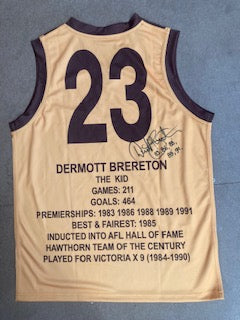 23
DERMOTT BRERETON
THE KID
GAMES: 211
GOALS: 464
PREMIERSHIPS: 1983 1986 1988 1989 1991
BEST & FAIREST: 1985
INDUCTED INTO AFL HALL OF FAME
HAWTHORN TEAM OF THE CENTURY
PLAYED FOR VICTORIA X 9 (1984-1990)